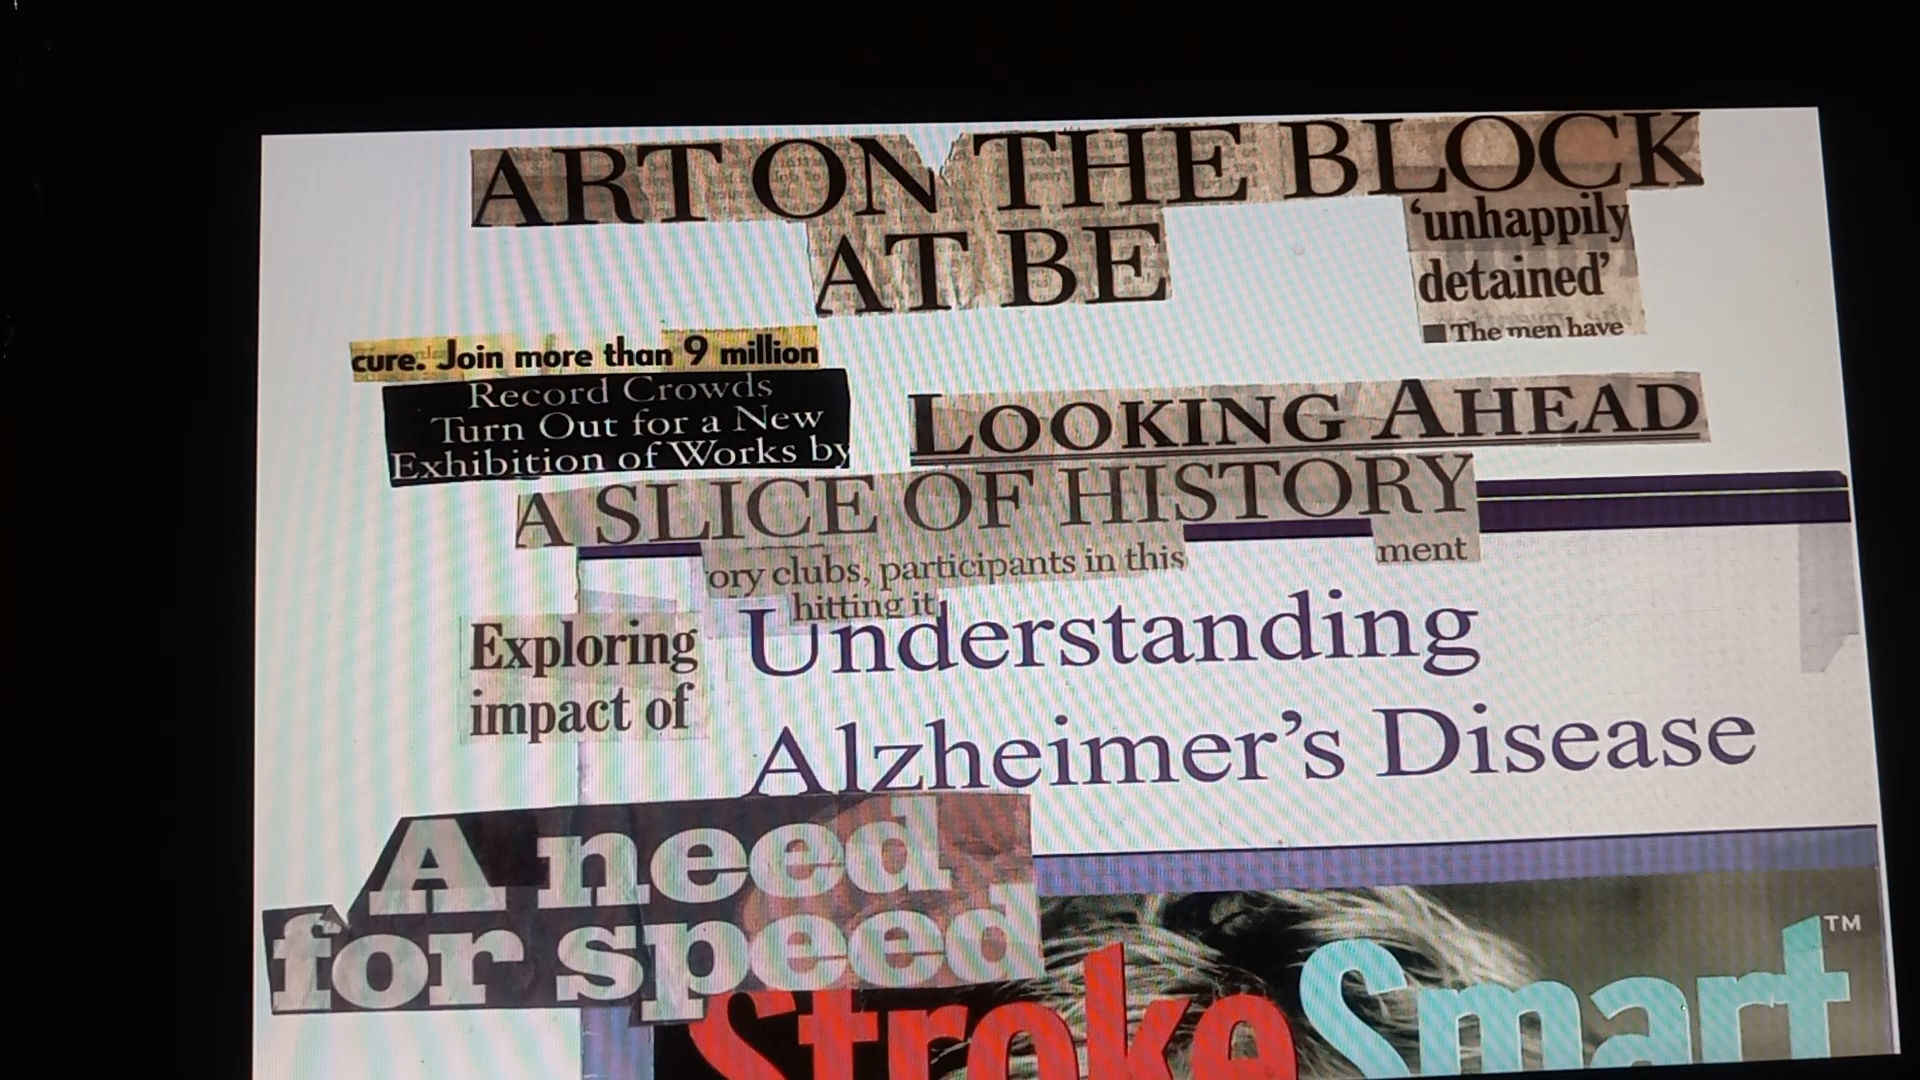 ART ON THE BLOCK
AT BE
'unhappily
detained'
■ The men have
cure. Join more than 9 million
Record Crowds
Turn Out for a New
Exhibition of Works by
LOOKING AHEAD
A SLICE OF HISTORY
ory clubs, participants in this
ment
hitting it
Exploring
impact of
Understanding
Alzheimer's Disease
A need
for speed
StrokeSmart™